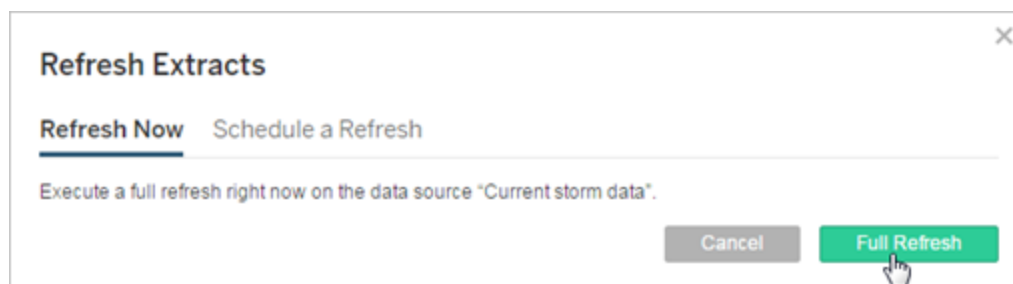 Refresh Extracts
Refresh Now Schedule a Refresh
Execute a full refresh right now on the data source “Current storm data”.
Cancel Full Refresh